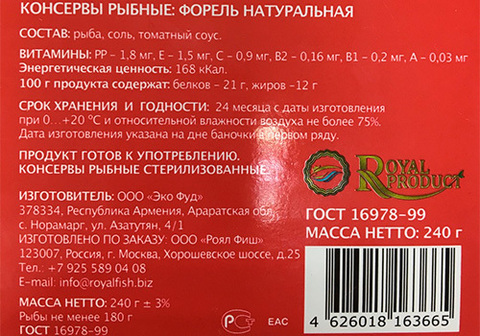 КОНСЕРВЫ РЫБНЫЕ: ФОРЕЛЬ НАТУРАЛЬНАЯ
СОСТАВ: рыба, соль, томатный соус.
ВИТАМИНЫ: PP – 1,8 мг, Е – 1,5 мг, С – 0,9 мг, В2 – 0,16 мг, В1 – 0,2 мг, А – 0,03 мг
Энергетическая ценность: 168 кКал.
100 г продукта содержат: белков – 21 г, жиров –12 г
СРОК ХРАНЕНИЯ И ГОДНОСТИ: 24 месяца с даты изготовления
при 0...+20 °С и относительной влажности воздуха не более 75%.
Дата изготовления указана на дне баночки в первом ряду.
ПРОДУКТ ГОТОВ К УПОТРЕБЛЕНИЮ.
КОНСЕРВЫ РЫБНЫЕ СТЕРИЛИЗОВАННЫЕ.
ROYAL
PRODUCT
ИЗГОТОВИТЕЛЬ: ООО «Эко Фуд»
378334, Республика Армения, Араратская обл.,
с. Норамарг, ул. Азатутян, 4/1
ИЗГОТОВЛЕНО ПО ЗАКАЗУ: ООО «Роял Фиш»
123007, Россия, г. Москва, Хорошевское шоссе, д.25
Tel.: +7 925 589 04 08
E-mail: info@royalfish.biz
МАССА НЕТТО: 240 г ± 3%
Рыбы не менее 180 г
ГОСТ 16978-99
РС
EAC
ГОСТ 16978-99
МАССА НЕТТО: 240 г
4 626018 163665